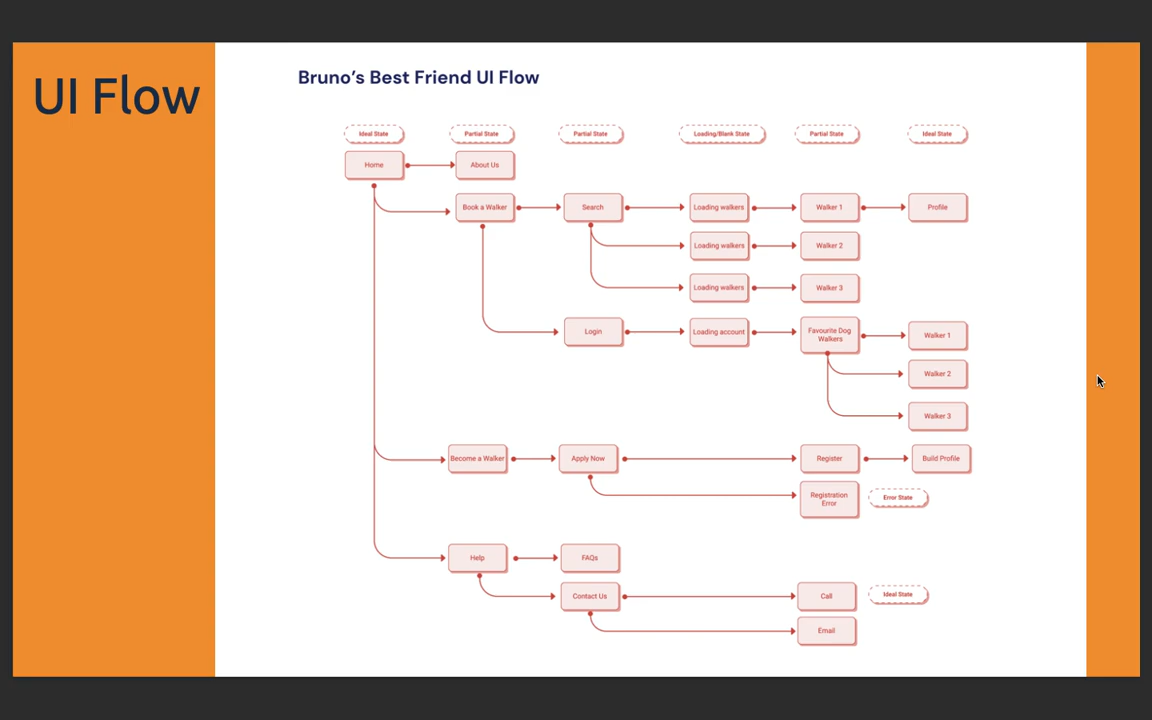 UI Flow
Bruno's Best Friend UI Flow
Ideal State
Partial State
Partial State
Loading/Blank State
Partial State
Ideal State
Home
About Us
Book a Walker
Search
Loading walkers
Walker 1
Profile
Loading walkers
Walker 2
Loading walkers
Walker 3
Login
Loading account
Favourite Dog
Walkers
Walker 1
Walker 2
Walker 3
Become a Walker
Apply Now
Register
Build Profile
Registration
Error
Error State
Help
FAQs
Contact Us
Call
Ideal State
Email